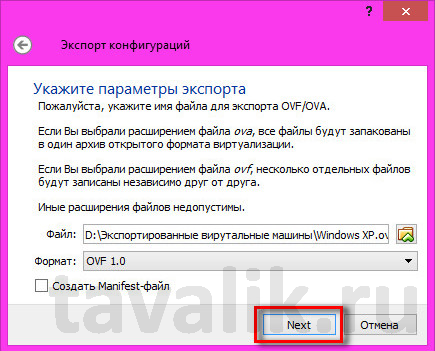 ?
Экспорт конфигураций
Укажите параметры экспорта
Пожалуйста, укажите имя файла для экспорта OVF/OVA.
Если Вы выбрали расширением файла ova, все файлы будут запакованы
в один архив открытого формата виртуализации.
Если Вы выбрали расширением файла ovf, несколько отдельных файлов
будут записаны независимо друг от друга.
Иные расширения файлов недопустимы.
Файл: D:\Экспортированные вирутальные машины\Windows XP.ov
Формат: OVF 1.0
Создать Manifest-файл
tavalik.ru
Next Отмена